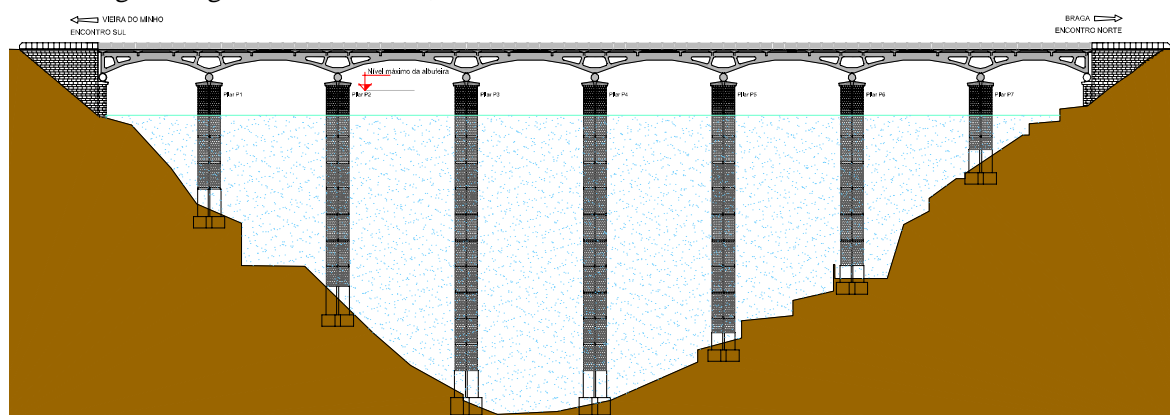 VIEIRA DO MINHO
ENCONTRO SUL
BRAGA
ENCONTRO NORTE
Nível máximo da albufeira
Pilar P1
Pilar P2
Pilar P3
Pilar P4
Pilar P5
Pilar P6
Pilar P7